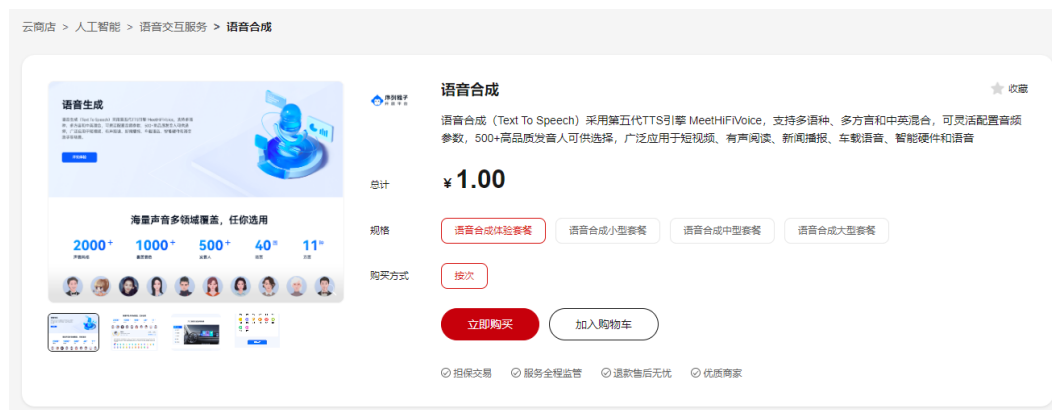 云商店 > 人工智能 > 语音交互服务 > 语音合成
语音生成
海量声音多领域覆盖，任你选用
2000+
1000+
500+
40
11
语音合成
收藏
语音合成（Text To Speech）采用第五代TTS引擎 MeetHiFiVoice，支持多语种、多方言和中英混合，可灵活配置音频
参数，500+高品质发音人可供选择，广泛应用于短视频、有声阅读、新闻播报、车载语音、智能硬件和语音
总计
¥ 1.00
规格
语音合成体验套餐
语音合成小型套餐
语音合成中型套餐
语音合成大型套餐
购买方式
按次
立即购买
加入购物车
担保交易
服务全程监管
退款售后无忧
优质商家